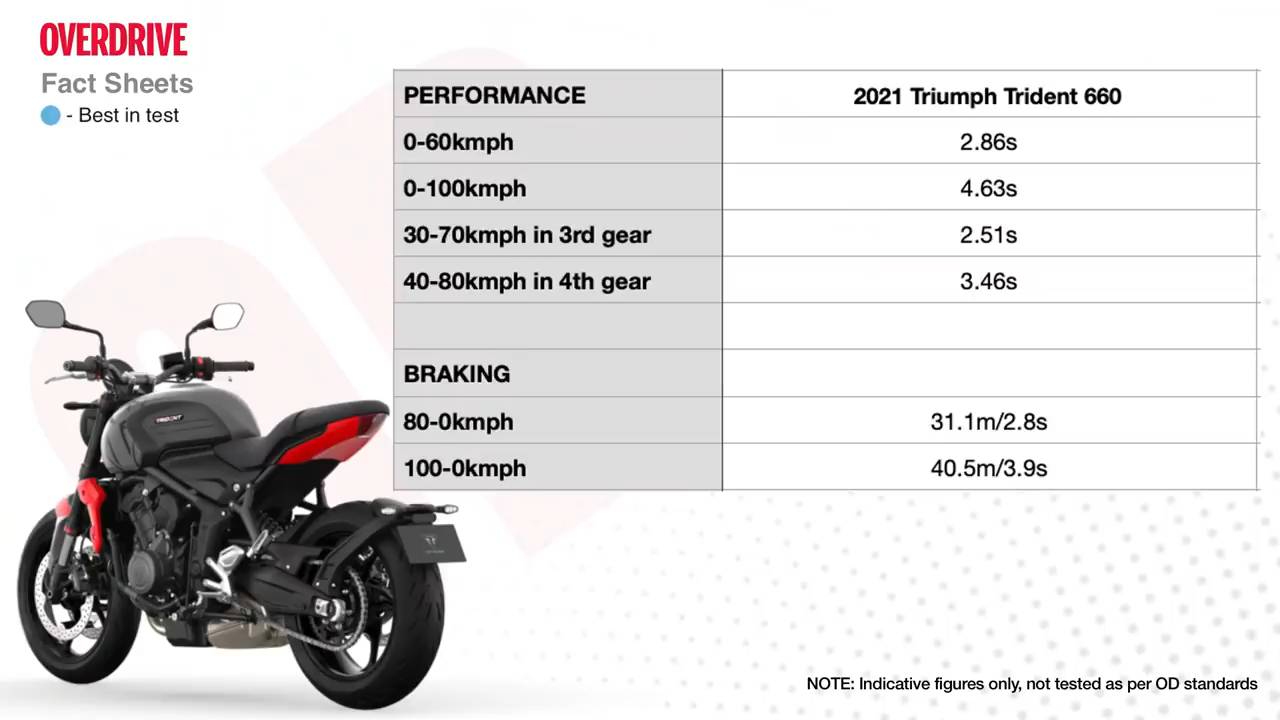 OVERDRIVE
Fact Sheets
- Best in test
PERFORMANCE 2021 Triumph Trident 660
0-60kmph 2.86s
0-100kmph 4.63s
30-70kmph in 3rd gear 2.51s
40-80kmph in 4th gear 3.46s
BRAKING
80-0kmph 31.1m/2.8s
100-0kmph 40.5m/3.9s
TRIDENT
NOTE: Indicative figures only, not tested as per OD standards